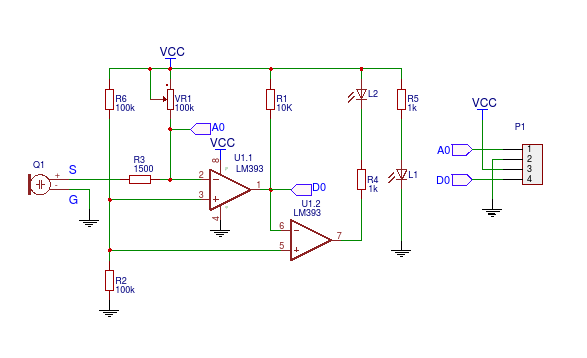 VCC
R6
100k
VR1
100k
R1
10K
L2
R5
1k
A0
VCC
VCC
P1
A0
D0
1
2
3
4
Q1
+
-
S
G
R3
1500
2
3
8
4
-
+
U1.1
LM393
1
D0
U1.2
LM393
6
5
-
+
7
R4
1k
L1
R2
100k